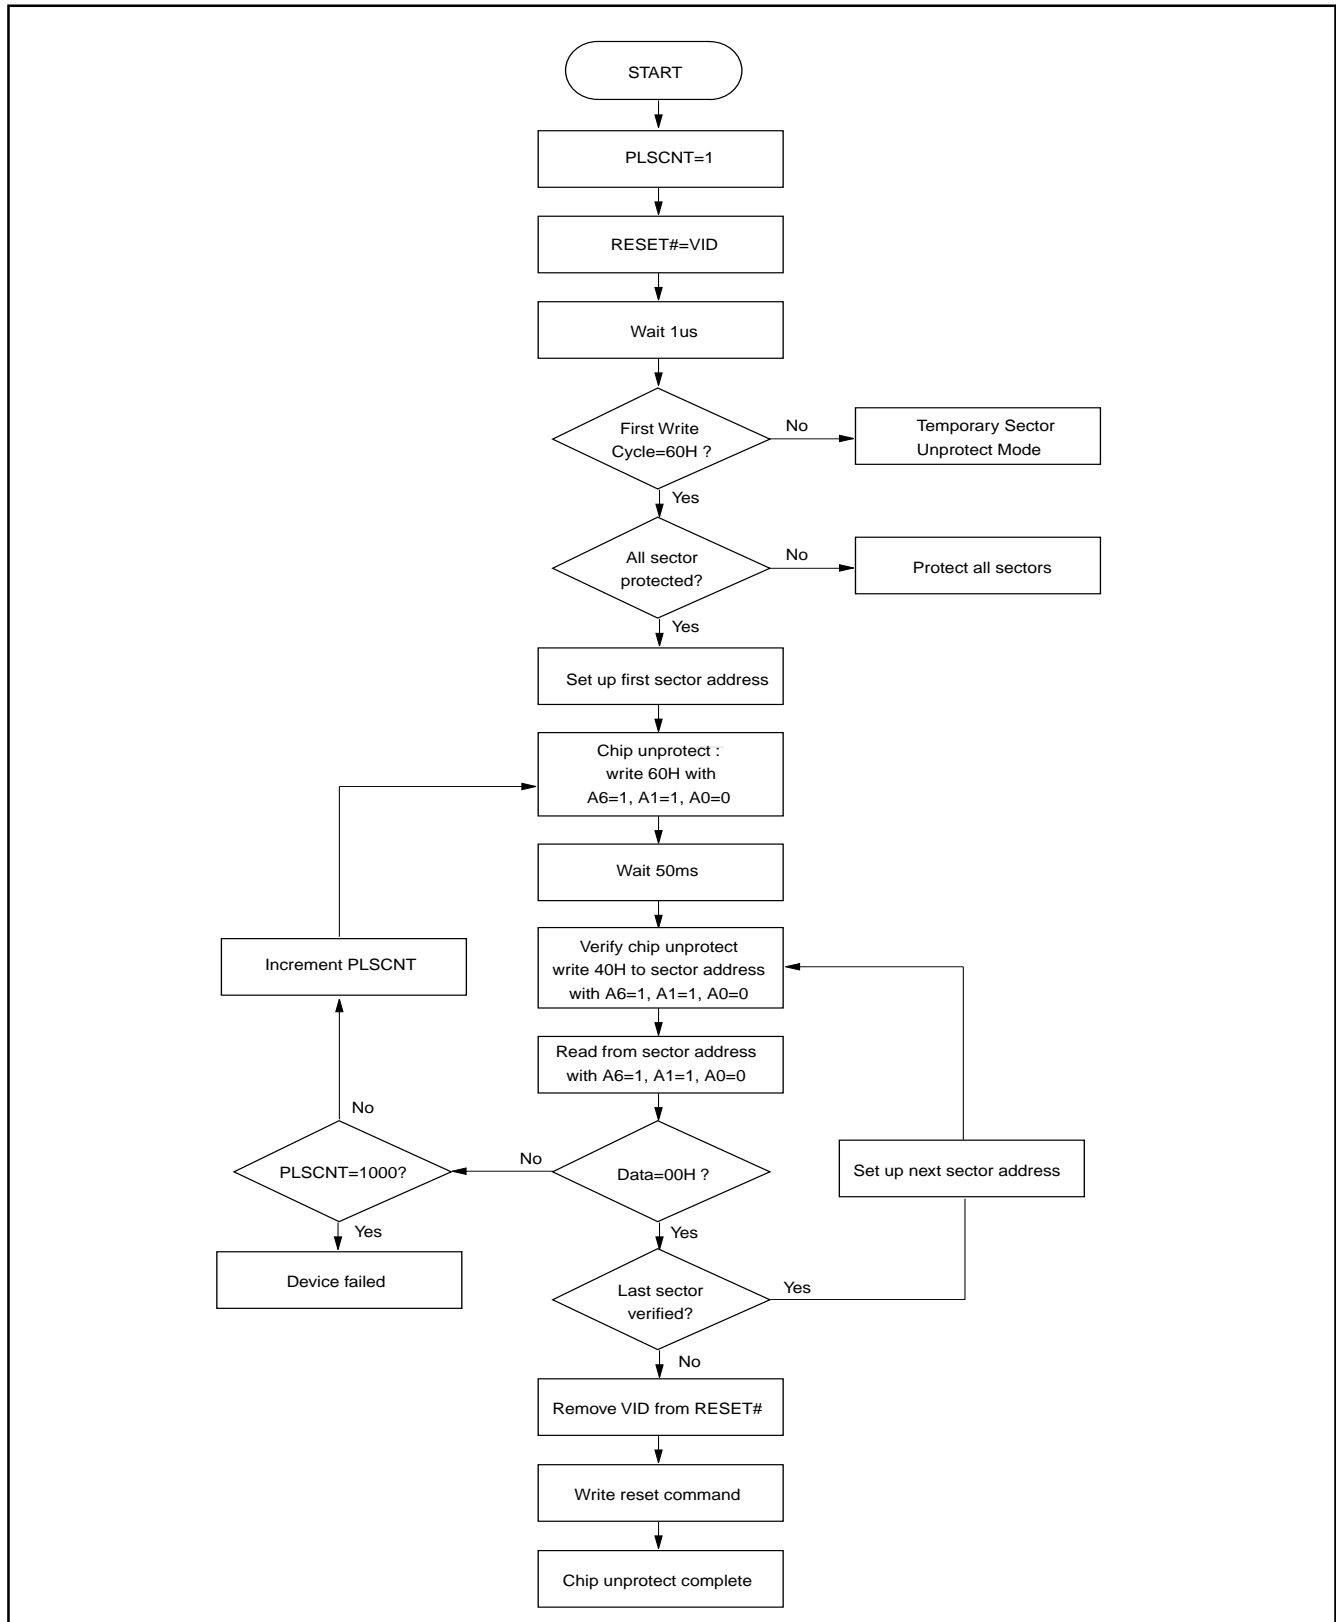 START
PLSCNT=1
RESET#=VID
Wait 1us
First Write
Cycle=60H ?
No
Temporary Sector
Unprotect Mode
Yes
All sector
protected?
No
Protect all sectors
Yes
Set up first sector address
Chip unprotect :
write 60H with
A6=1, A1=1, A0=0
Wait 50ms
Increment PLSCNT
Verify chip unprotect
write 40H to sector address
with A6=1, A1=1, A0=0
Read from sector address
with A6=1, A1=1, A0=0
No
PLSCNT=1000?
No
Data=00H ?
Set up next sector address
Yes
Yes
Device failed
Last sector
verified?
Yes
No
Remove VID from RESET#
Write reset command
Chip unprotect complete